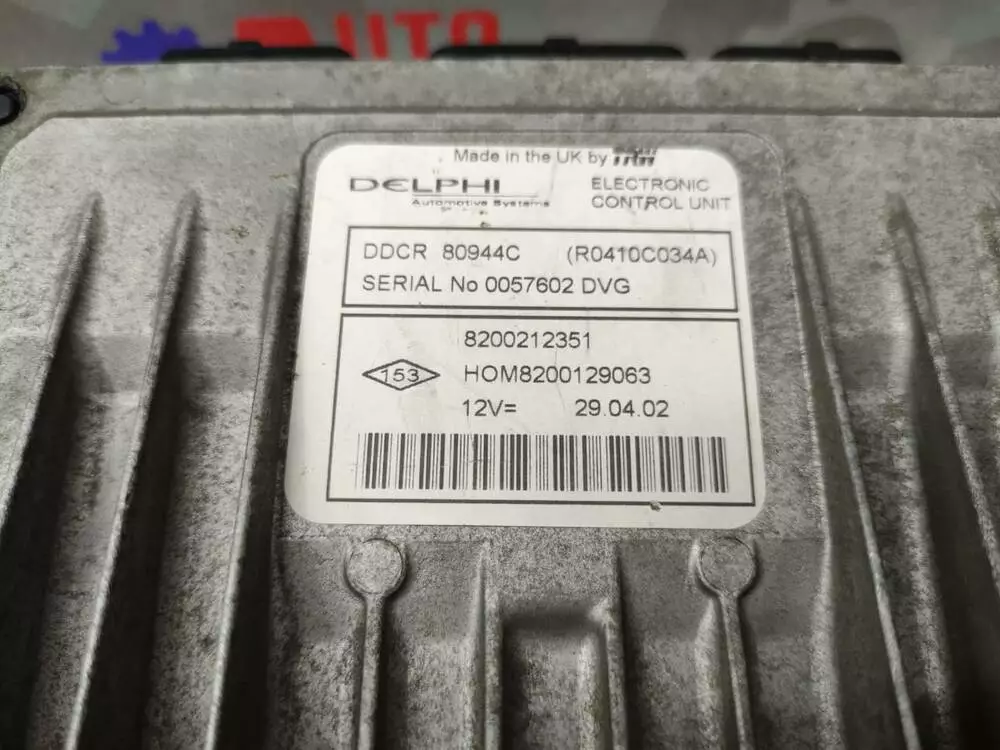 AUTO
Made in the UK by TRW
DELPHI
Automotive Systems
ELECTRONIC
CONTROL UNIT
DDCR 80944C (R0410C034A)
SERIAL No 0057602 DVG
8200212351
153 HOM8200129063
12V= 29.04.02